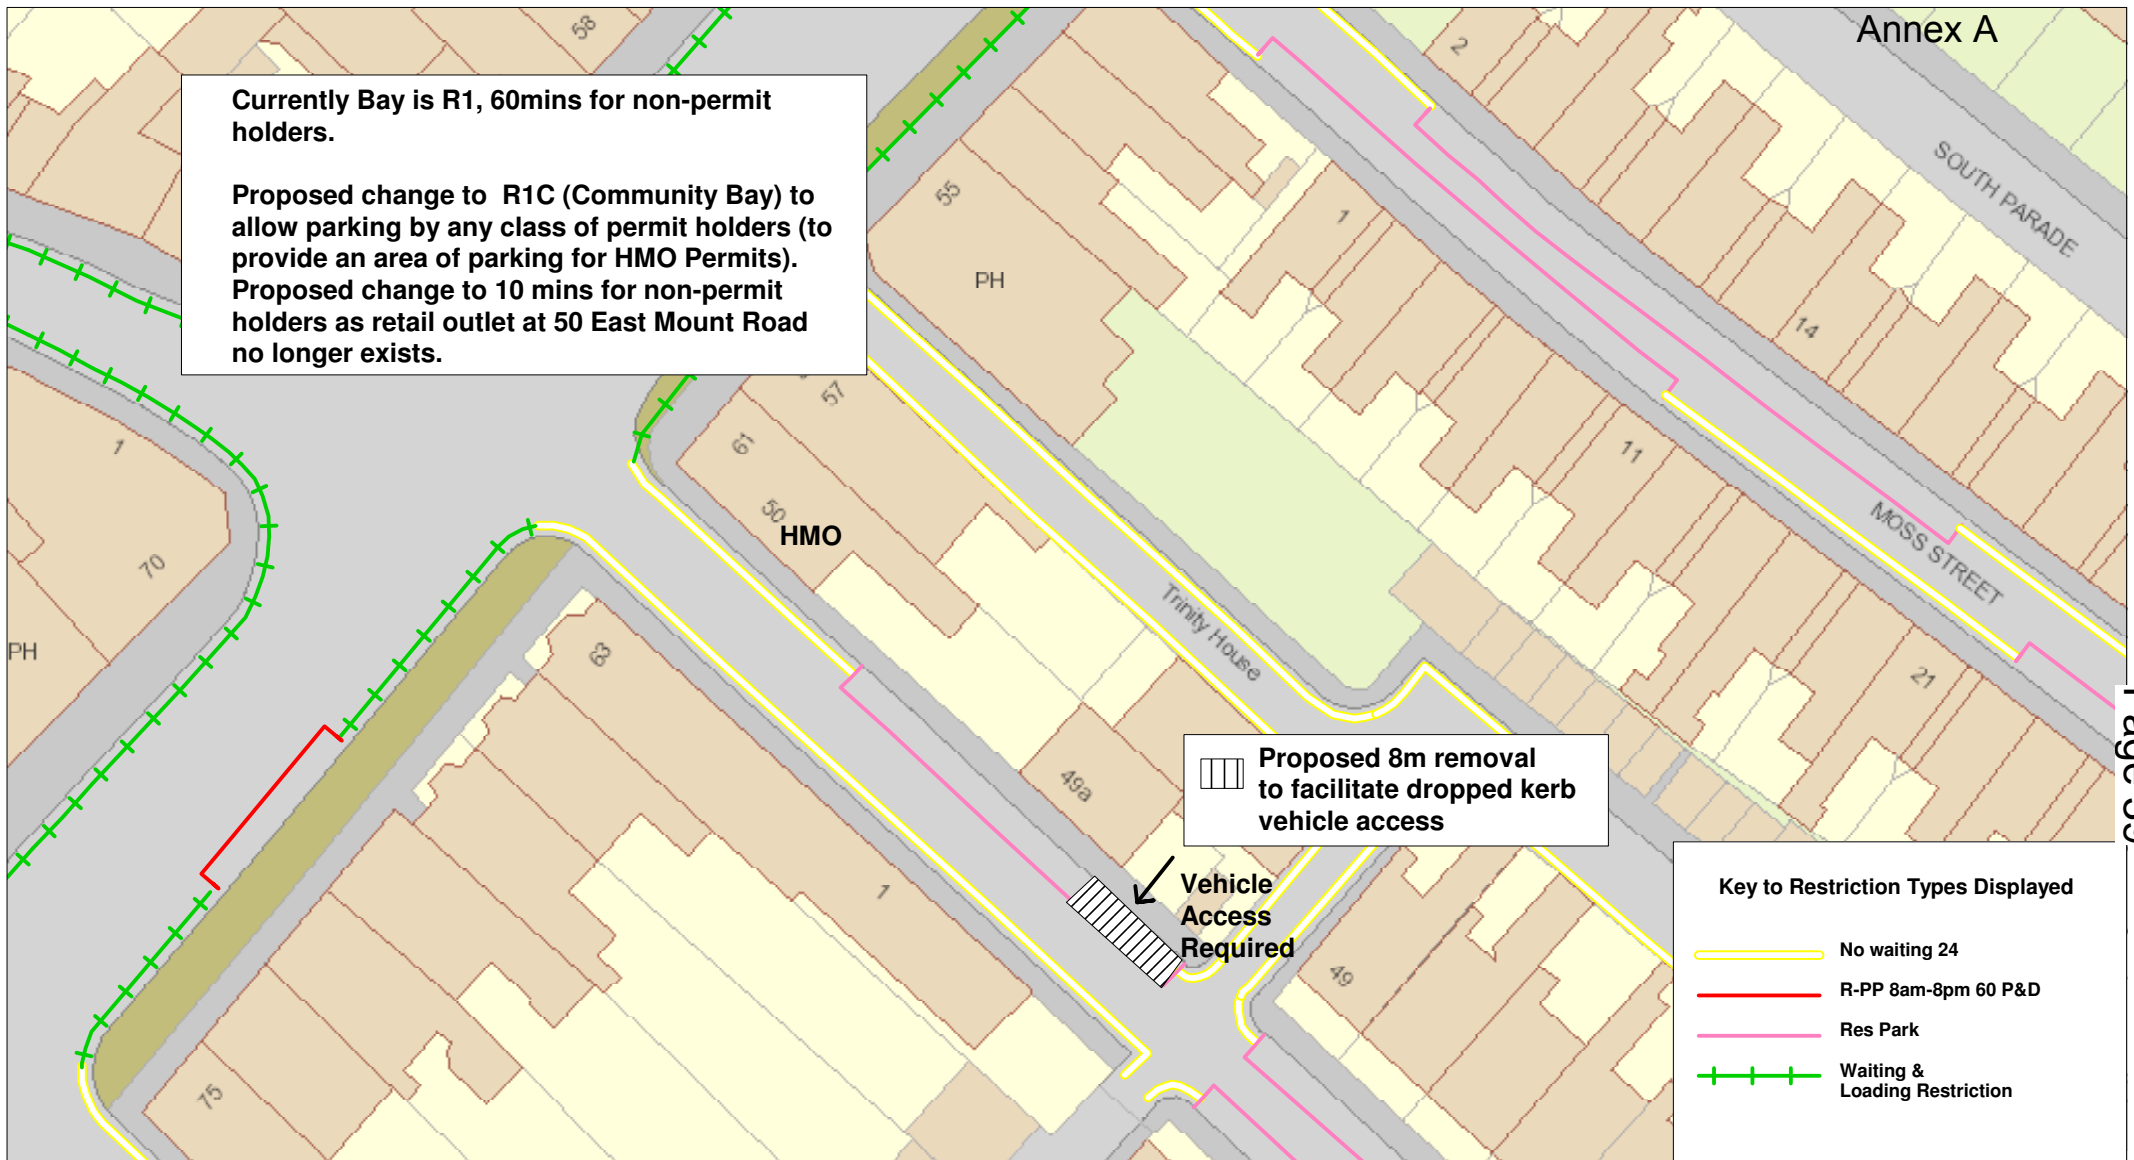 Annex A
Currently Bay is R1, 60mins for non-permit
holders.
Proposed change to R1C (Community Bay) to
allow parking by any class of permit holders (to
provide an area of parking for HMO Permits).
Proposed change to 10 mins for non-permit
holders as retail outlet at 50 East Mount Road
no longer exists.
58
2
SOUTH PARADE
55
1
PH
14
57
61
50
HMO
11
MOSS STREET
1
70
PH
63
Trinity House
21
49a
Proposed 8m removal
to facilitate dropped kerb
vehicle access
Vehicle
Access
Required
1
49
75
Key to Restriction Types Displayed
No waiting 24
R-PP 8am-8pm 60 P&D
Res Park
Waiting &
Loading Restriction